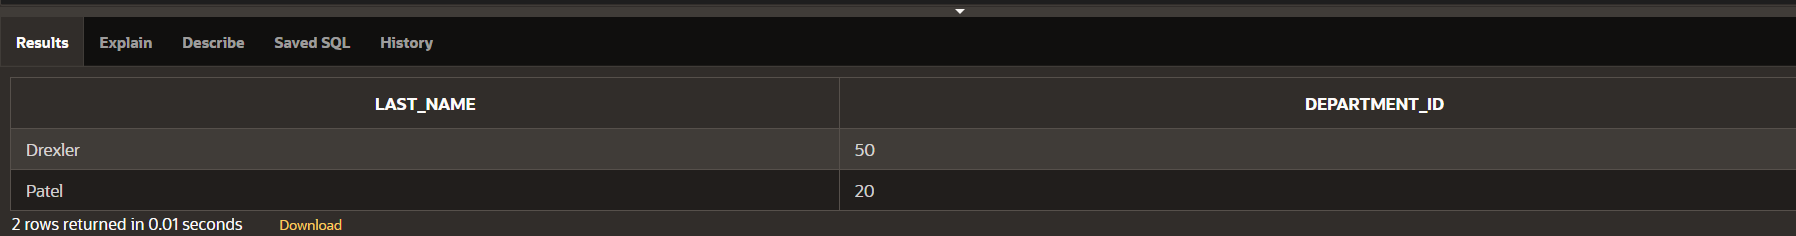 Results Explain Describe Saved SQL History
LAST_NAME DEPARTMENT_ID
Drexler 50
Patel 20
2 rows returned in 0.01 seconds Download